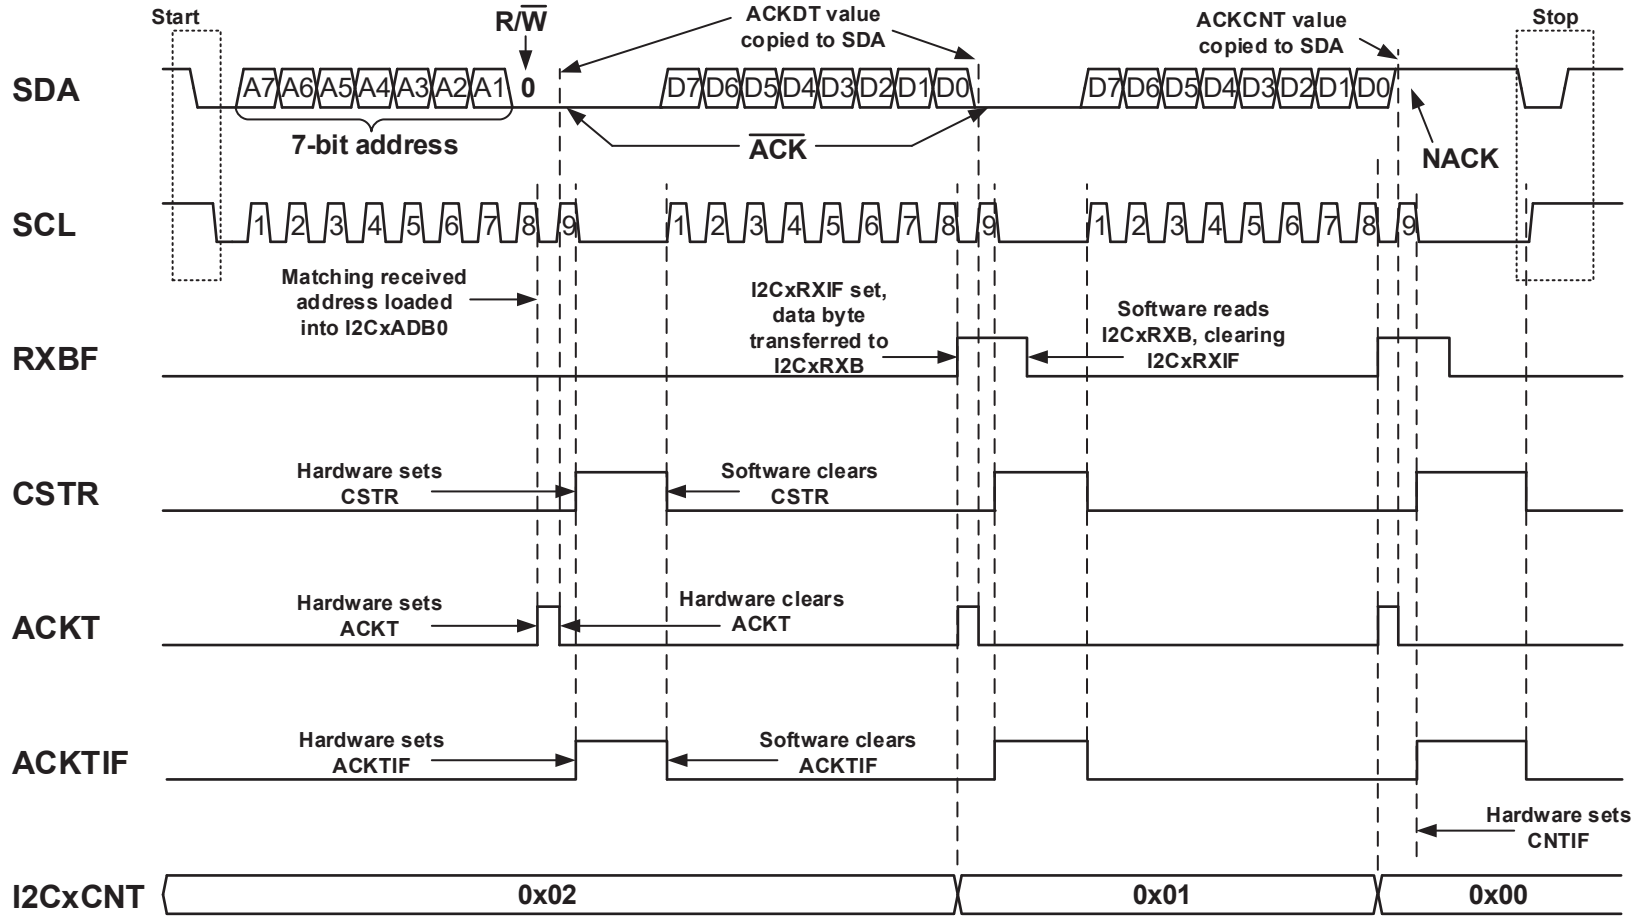 Start
R/W
ACKDT value
copied to SDA
ACKCNT value
copied to SDA
Stop
SDA
A7 A6 A5 A4 A3 A2 A1 0
D7 D6 D5 D4 D3 D2 D1 D0
D7 D6 D5 D4 D3 D2 D1 D0
7-bit address
ACK
NACK
SCL
1 2 3 4 5 6 7 8 9
1 2 3 4 5 6 7 8 9
1 2 3 4 5 6 7 8 9
Matching received
address loaded
into I2CxADB0
I2CxRXIF set,
data byte
transferred to
I2CxRXB
Software reads
I2CxRXB, clearing
I2CxRXIF
RXBF
Hardware sets
CSTR
Software clears
CSTR
CSTR
Hardware sets
ACKT
Hardware clears
ACKT
ACKT
Hardware sets
ACKTIF
Software clears
ACKTIF
ACKTIF
Hardware sets
CNTIF
I2CxCNT
0x02
0x01
0x00